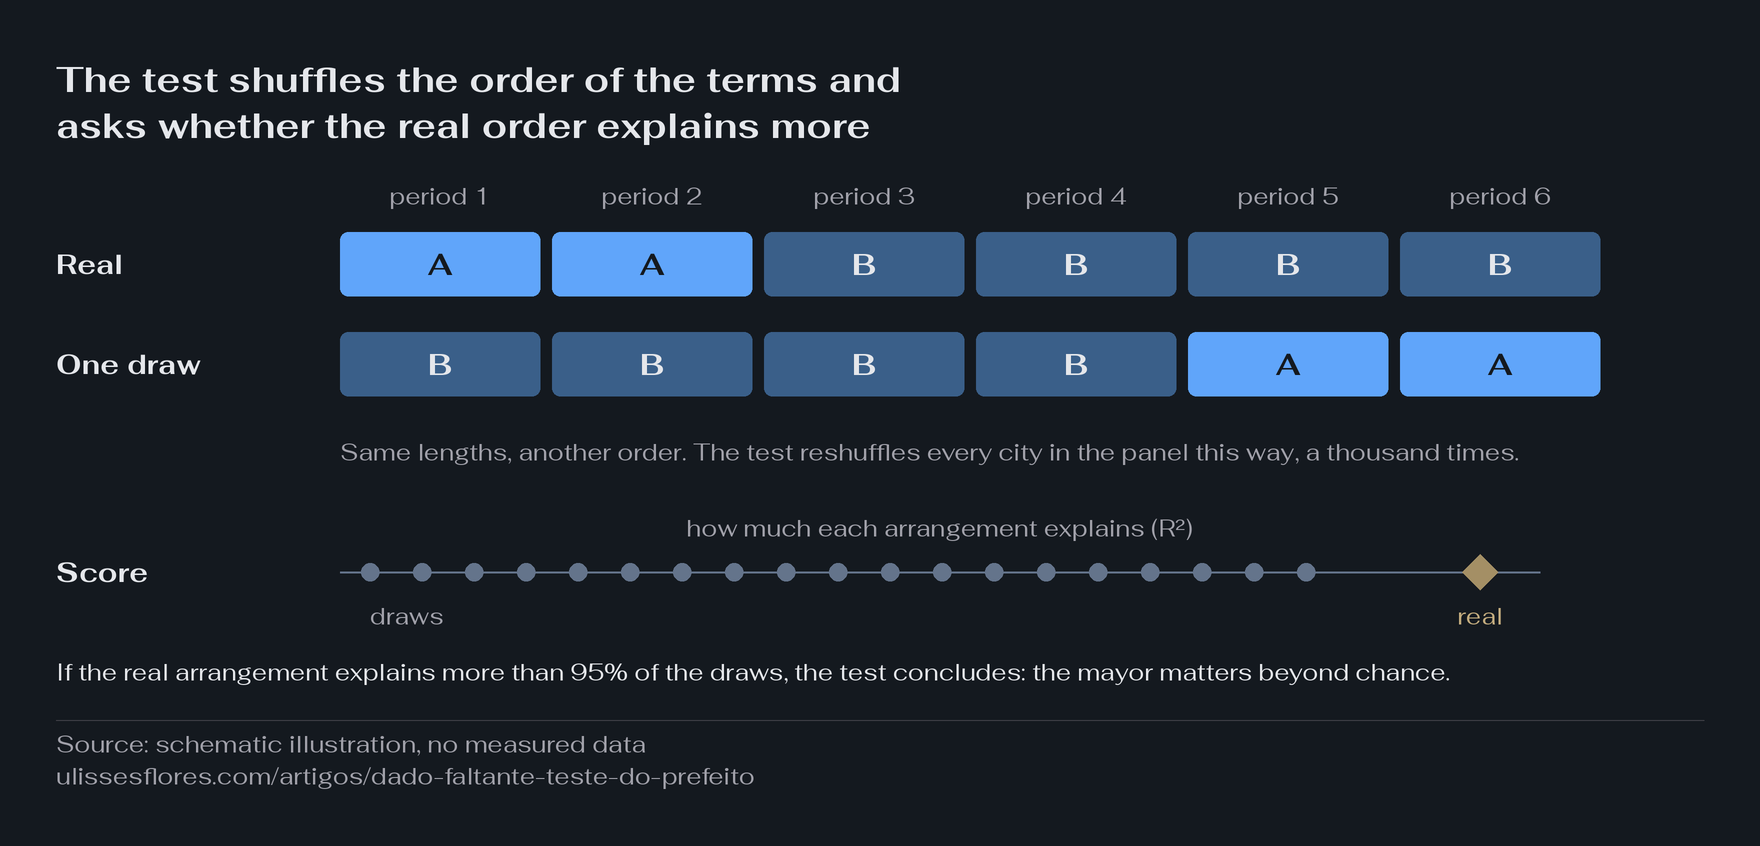 The test shuffles the order of the terms and
asks whether the real order explains more
period 1 period 2 period 3 period 4 period 5 period 6
Real A A B B B B
One draw B B B B A A
Same lengths, another order. The test reshuffles every city in the panel this way, a thousand times.
how much each arrangement explains (R²)
Score
draws real
If the real arrangement explains more than 95% of the draws, the test concludes: the mayor matters beyond chance.
Source: schematic illustration, no measured data
ulissesflores.com/artigos/dado-faltante-teste-do-prefeito